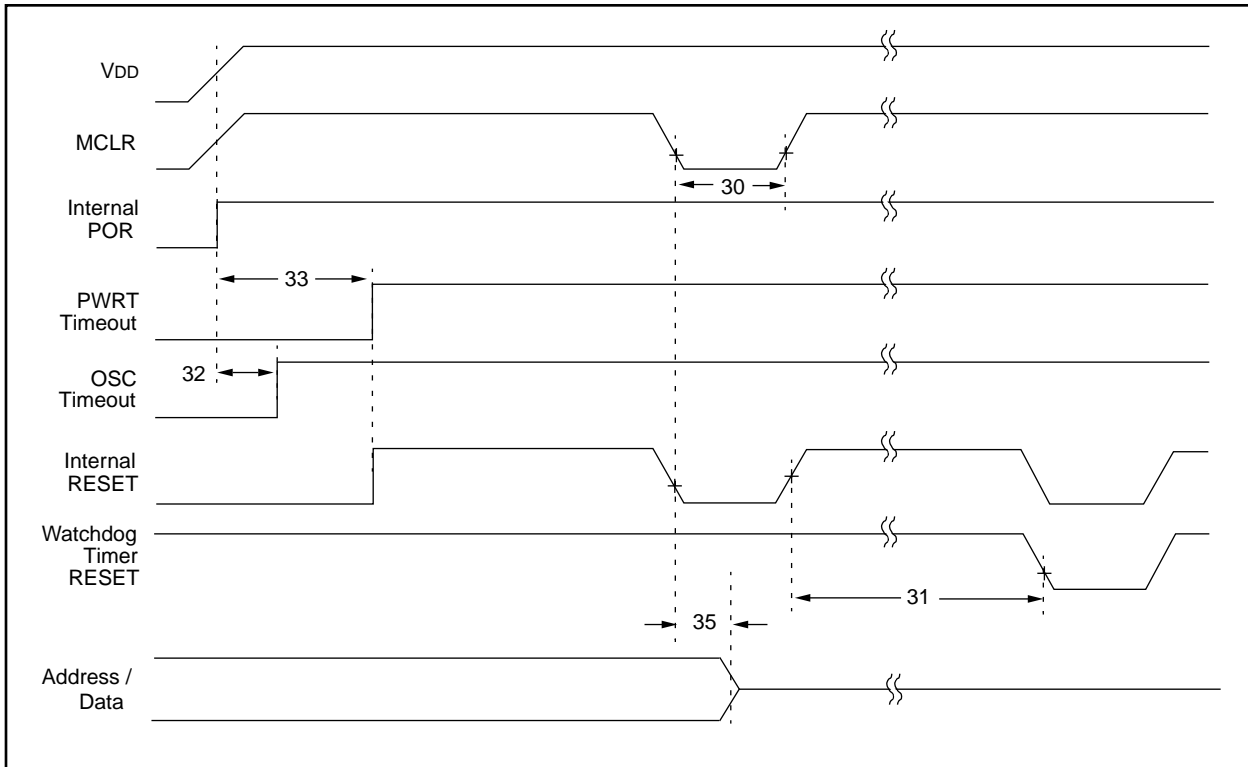 VDD
MCLR
30
Internal
POR
33
PWRT
Timeout
32
OSC
Timeout
Internal
RESET
Watchdog
Timer
RESET
31
35
Address /
Data